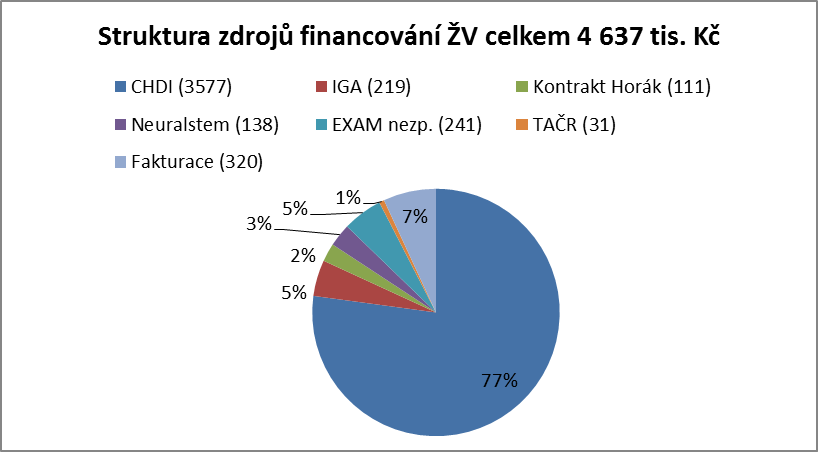 Struktura zdrojů financování ŽV celkem 4 637 tis. Kč
CHDI (3577) IGA (219) Kontrakt Horák (111)
Neuralstem (138) EXAM nezp. (241) TAČR (31)
Fakturace (320)
1%
5%
7%
3%
2%
5%
77%